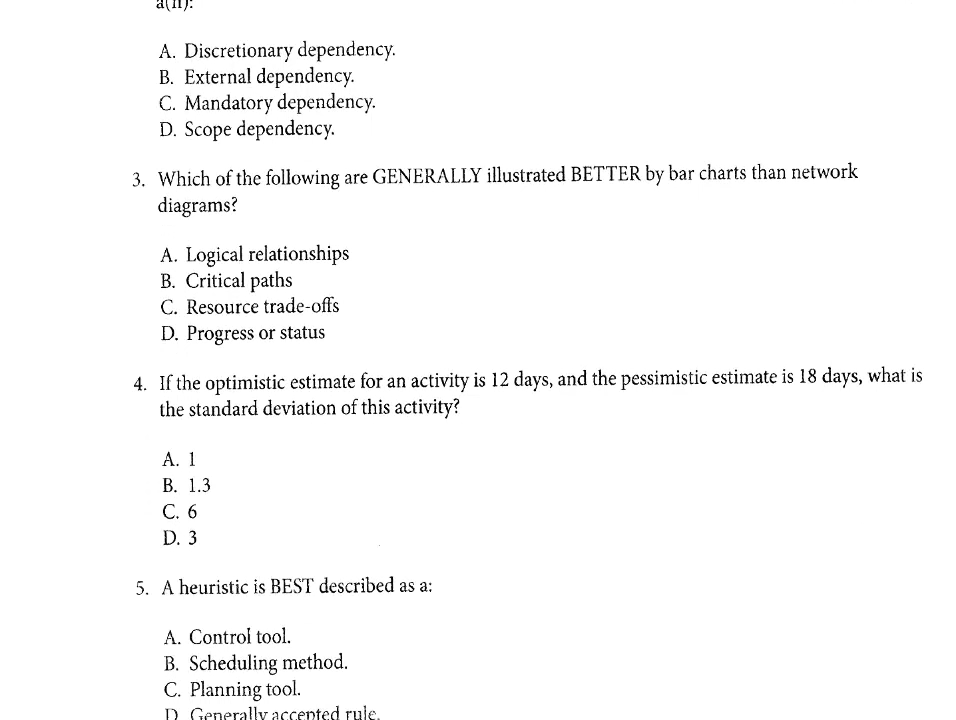 a(n):
A. Discretionary dependency.
B. External dependency.
C. Mandatory dependency.
D. Scope dependency.
3. Which of the following are GENERALLY illustrated BETTER by bar charts than network
diagrams?
A. Logical relationships
B. Critical paths
C. Resource trade-offs
D. Progress or status
4. If the optimistic estimate for an activity is 12 days, and the pessimistic estimate is 18 days, what is
the standard deviation of this activity?
A. 1
B. 1.3
C. 6
D. 3
5. A heuristic is BEST described as a:
A. Control tool.
B. Scheduling method.
C. Planning tool.
D. Generally accepted rule.